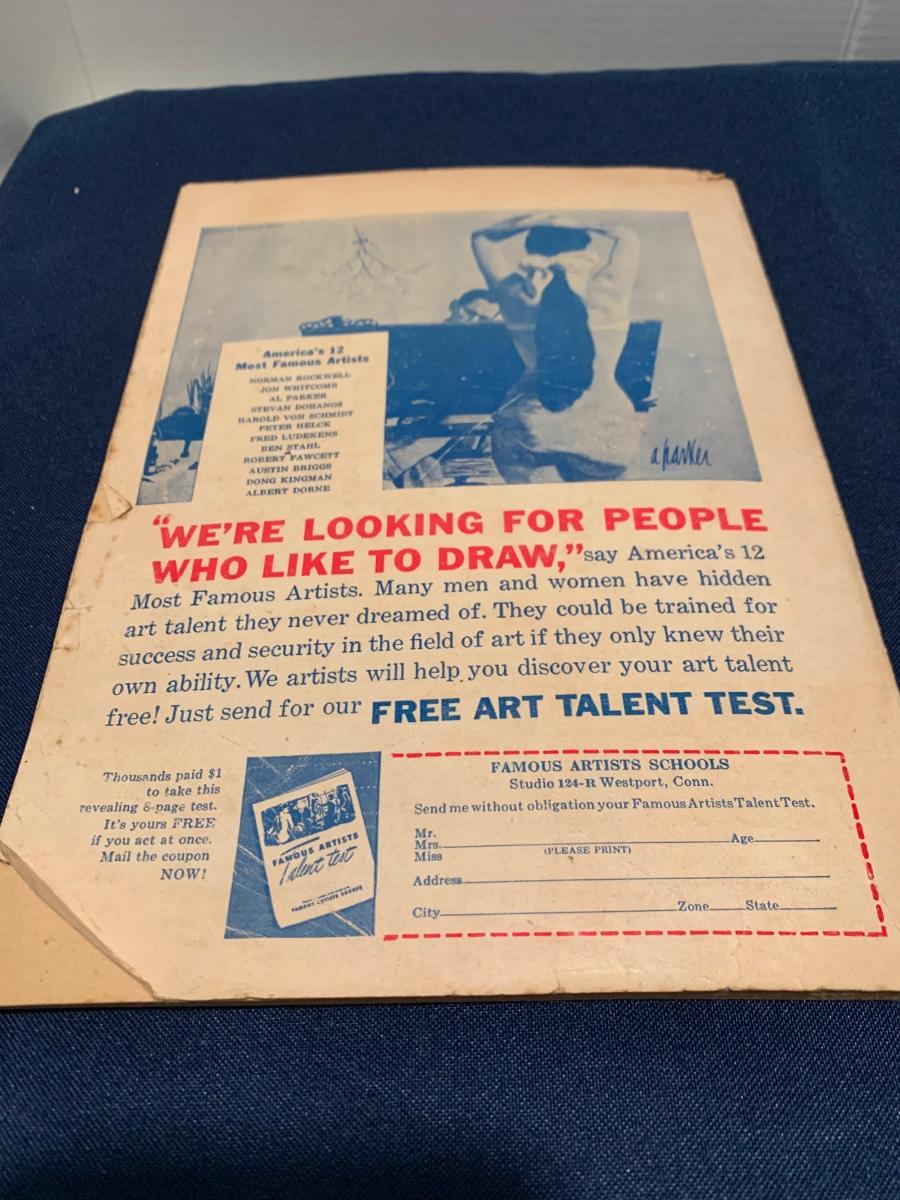 a parker
America's 12
Most Famous Artists
NORMAN ROCKWELL
JON WHITCOMB
AL PARKER
STEVAN DOHANOS
HAROLD VON SCHMIDT
PETER HELCK
FRED LUDEKENS
BEN STAHL
ROBERT FAWCETT
AUSTIN BRIGGS
DONG KINGMAN
ALBERT DORNE
"WE'RE LOOKING FOR PEOPLE
WHO LIKE TO DRAW," say America's 12
Most Famous Artists. Many men and women have hidden
art talent they never dreamed of. They could be trained for
success and security in the field of art if they only knew their
own ability. We artists will help you discover your art talent
free! Just send for our FREE ART TALENT TEST.
Thousands paid $1
to take this
revealing 8-page test.
It's yours FREE
if you act at once.
Mail the coupon
NOW!
FAMOUS ARTISTS
Talent test
FAMOUS ARTISTS SCHOOLS
Studio 124-R Westport, Conn.
Send me without obligation your Famous Artists Talent Test.
Mr.
Mrs. Age
Miss (PLEASE PRINT)
Address
City Zone State